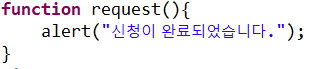 function request(){
    alert("신청이 완료되었습니다.");
}